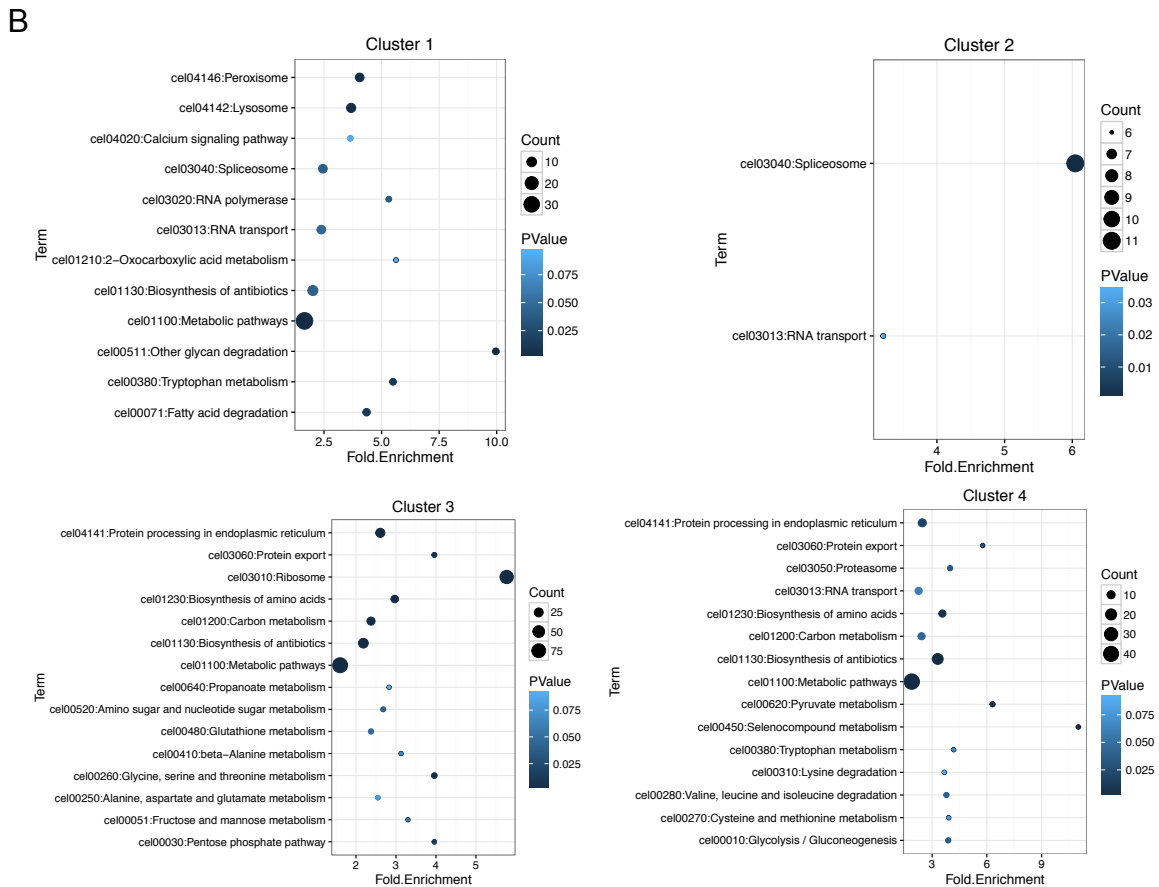 B
Cluster 1
cel04146:Peroxisome
cel04142:Lysosome
cel04020:Calcium signaling pathway
cel03040:Spliceosome
cel03020:RNA polymerase
cel03013:RNA transport
cel01210:2−Oxocarboxylic acid metabolism
cel01130:Biosynthesis of antibiotics
cel01100:Metabolic pathways
cel00511:Other glycan degradation
cel00380:Tryptophan metabolism
cel00071:Fatty acid degradation
Term
2.5 5.0 7.5 10.0
Fold.Enrichment
Count
10
20
30
PValue
0.075
0.050
0.025
Cluster 2
cel03040:Spliceosome
cel03013:RNA transport
Term
4 5 6
Fold.Enrichment
Count
6
7
8
9
10
11
PValue
0.03
0.02
0.01
Cluster 3
cel04141:Protein processing in endoplasmic reticulum
cel03060:Protein export
cel03010:Ribosome
cel01230:Biosynthesis of amino acids
cel01200:Carbon metabolism
cel01130:Biosynthesis of antibiotics
cel01100:Metabolic pathways
cel00640:Propanoate metabolism
cel00520:Amino sugar and nucleotide sugar metabolism
cel00480:Glutathione metabolism
cel00410:beta−Alanine metabolism
cel00260:Glycine, serine and threonine metabolism
cel00250:Alanine, aspartate and glutamate metabolism
cel00051:Fructose and mannose metabolism
cel00030:Pentose phosphate pathway
Term
2 3 4 5
Fold.Enrichment
Count
25
50
75
PValue
0.075
0.050
0.025
Cluster 4
cel04141:Protein processing in endoplasmic reticulum
cel03060:Protein export
cel03050:Proteasome
cel03013:RNA transport
cel01230:Biosynthesis of amino acids
cel01200:Carbon metabolism
cel01130:Biosynthesis of antibiotics
cel01100:Metabolic pathways
cel00620:Pyruvate metabolism
cel00450:Selenocompound metabolism
cel00380:Tryptophan metabolism
cel00310:Lysine degradation
cel00280:Valine, leucine and isoleucine degradation
cel00270:Cysteine and methionine metabolism
cel00010:Glycolysis / Gluconeogenesis
Term
3 6 9
Fold.Enrichment
Count
10
20
30
40
PValue
0.075
0.050
0.025